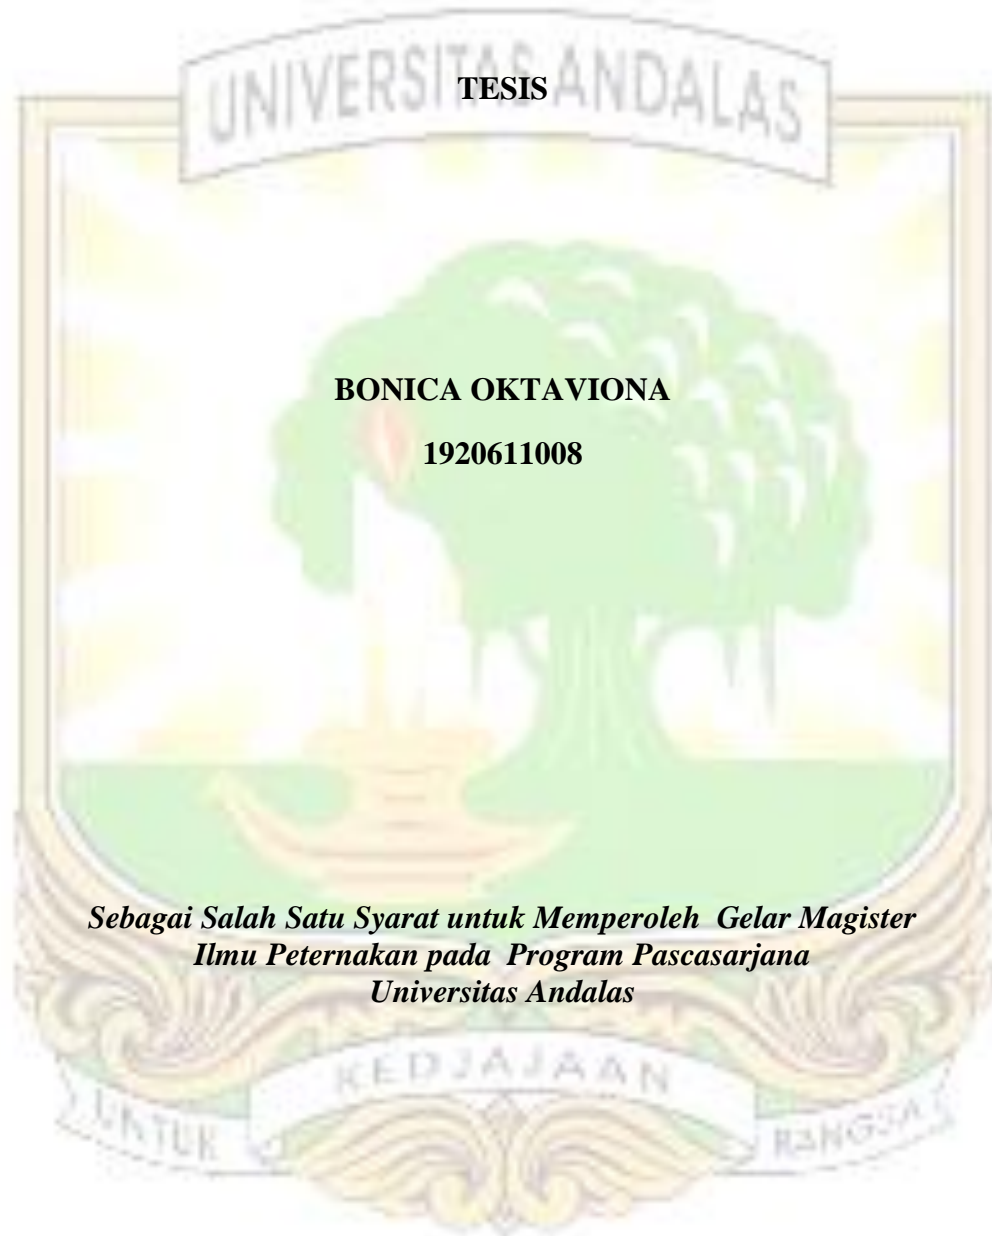 UNIVERSITAS ANDALAS
TESIS
BONICA OKTAVIONA
1920611008
Sebagai Salah Satu Syarat untuk Memperoleh Gelar Magister
Ilmu Peternakan pada Program Pascasarjana
Universitas Andalas
UNTUK KEDJAJAAN BANGSA